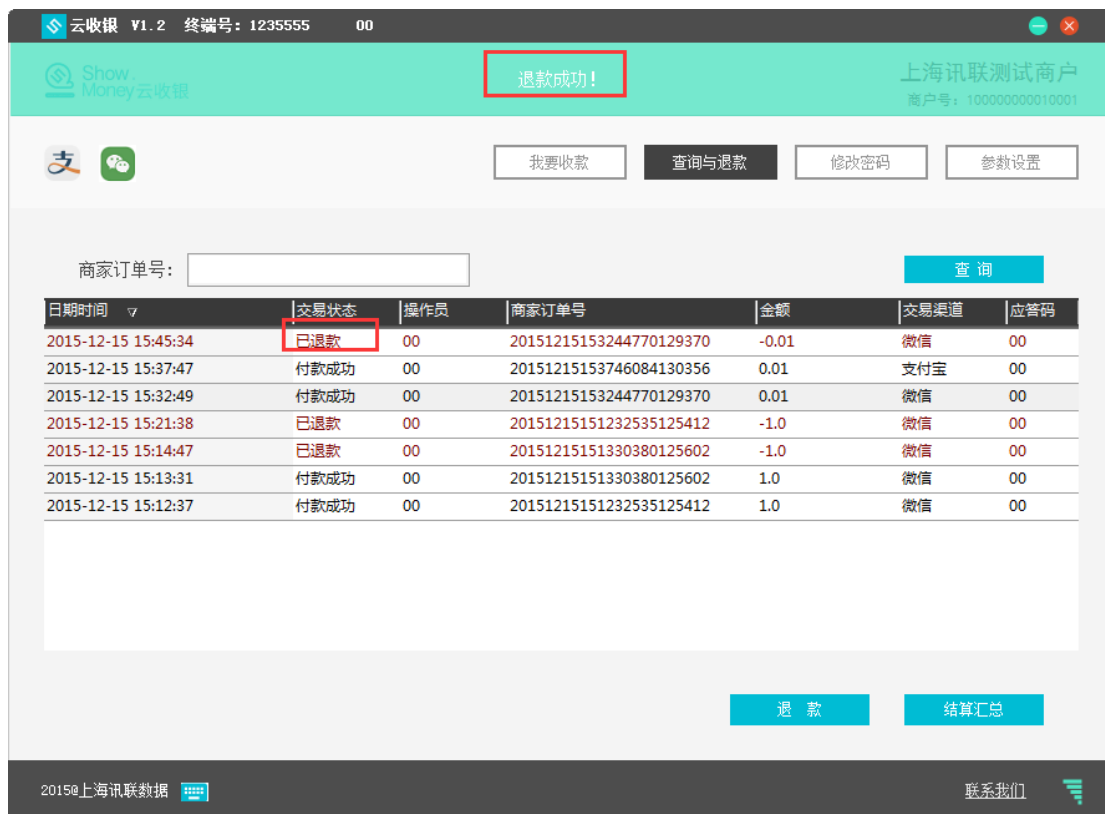 云收银 V1.2 终端号: 1235555 00
Show.
Money云收银
退款成功!
上海讯联测试商户
商户号: 100000000010001
支
我要收款 查询与退款 修改密码 参数设置
商家订单号: 查 询
日期时间 交易状态 操作员 商家订单号 金额 交易渠道 应答码
2015-12-15 15:45:34 已退款 00 20151215153244770129370 -0.01 微信 00
2015-12-15 15:37:47 付款成功 00 20151215153746084130356 0.01 支付宝 00
2015-12-15 15:32:49 付款成功 00 20151215153244770129370 0.01 微信 00
2015-12-15 15:21:38 已退款 00 20151215151232535125412 -1.0 微信 00
2015-12-15 15:14:47 已退款 00 20151215151330380125602 -1.0 微信 00
2015-12-15 15:13:31 付款成功 00 20151215151330380125602 1.0 微信 00
2015-12-15 15:12:37 付款成功 00 20151215151232535125412 1.0 微信 00
退 款 结算汇总
2015@上海讯联数据 联系我们